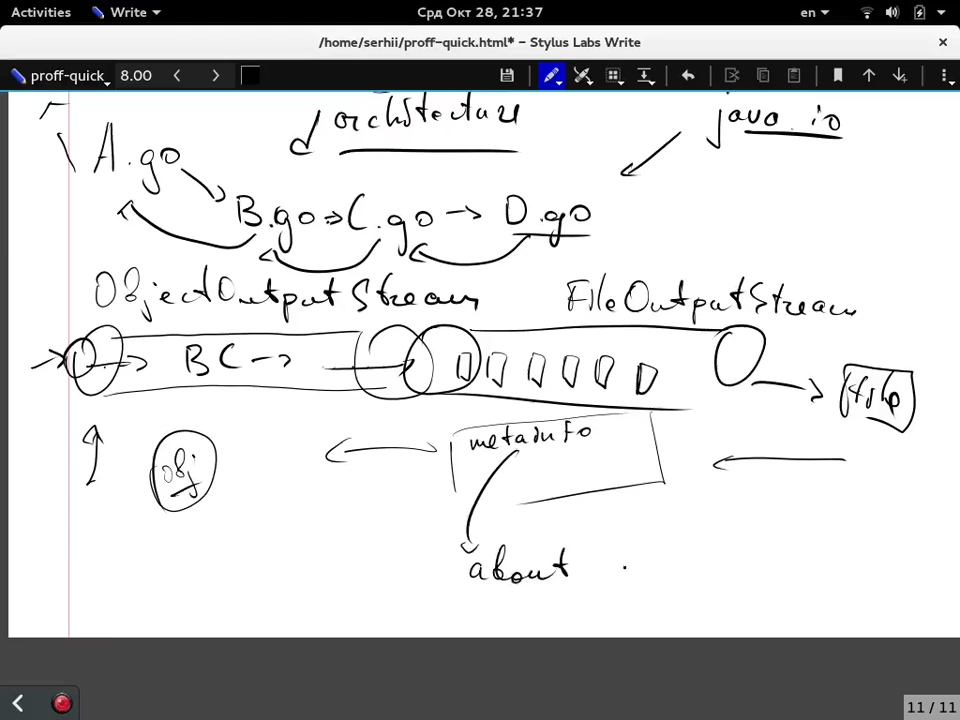 Activities Write Срд Окт 28, 21:37 en
/home/serhii/proff-quick.html* – Stylus Labs Write
proff-quick 8.00
architecture java.io
A.go
B.go C.go D.go
ObjectOutputStream FileOutputStream
BC
metainfo
obj
about
11 / 11